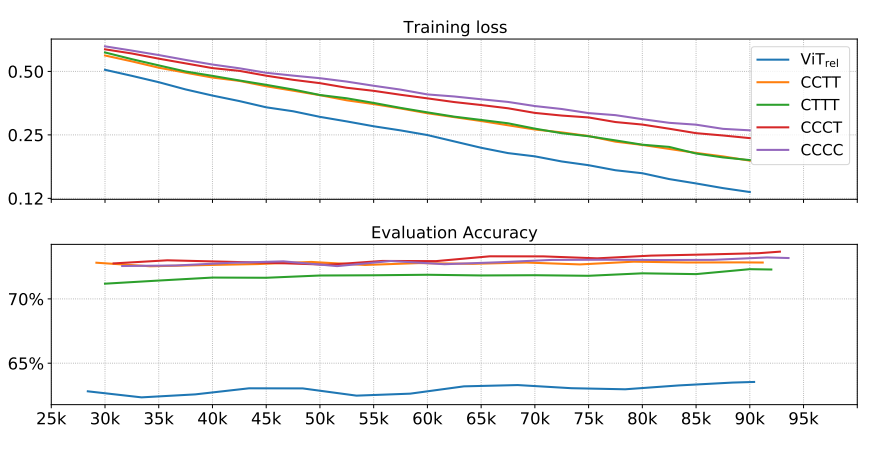 Training loss
0.50
0.25
0.12
ViTrel
CCTT
CTTT
CCCT
CCCC
Evaluation Accuracy
70%
65%
25k 30k 35k 40k 45k 50k 55k 60k 65k 70k 75k 80k 85k 90k 95k